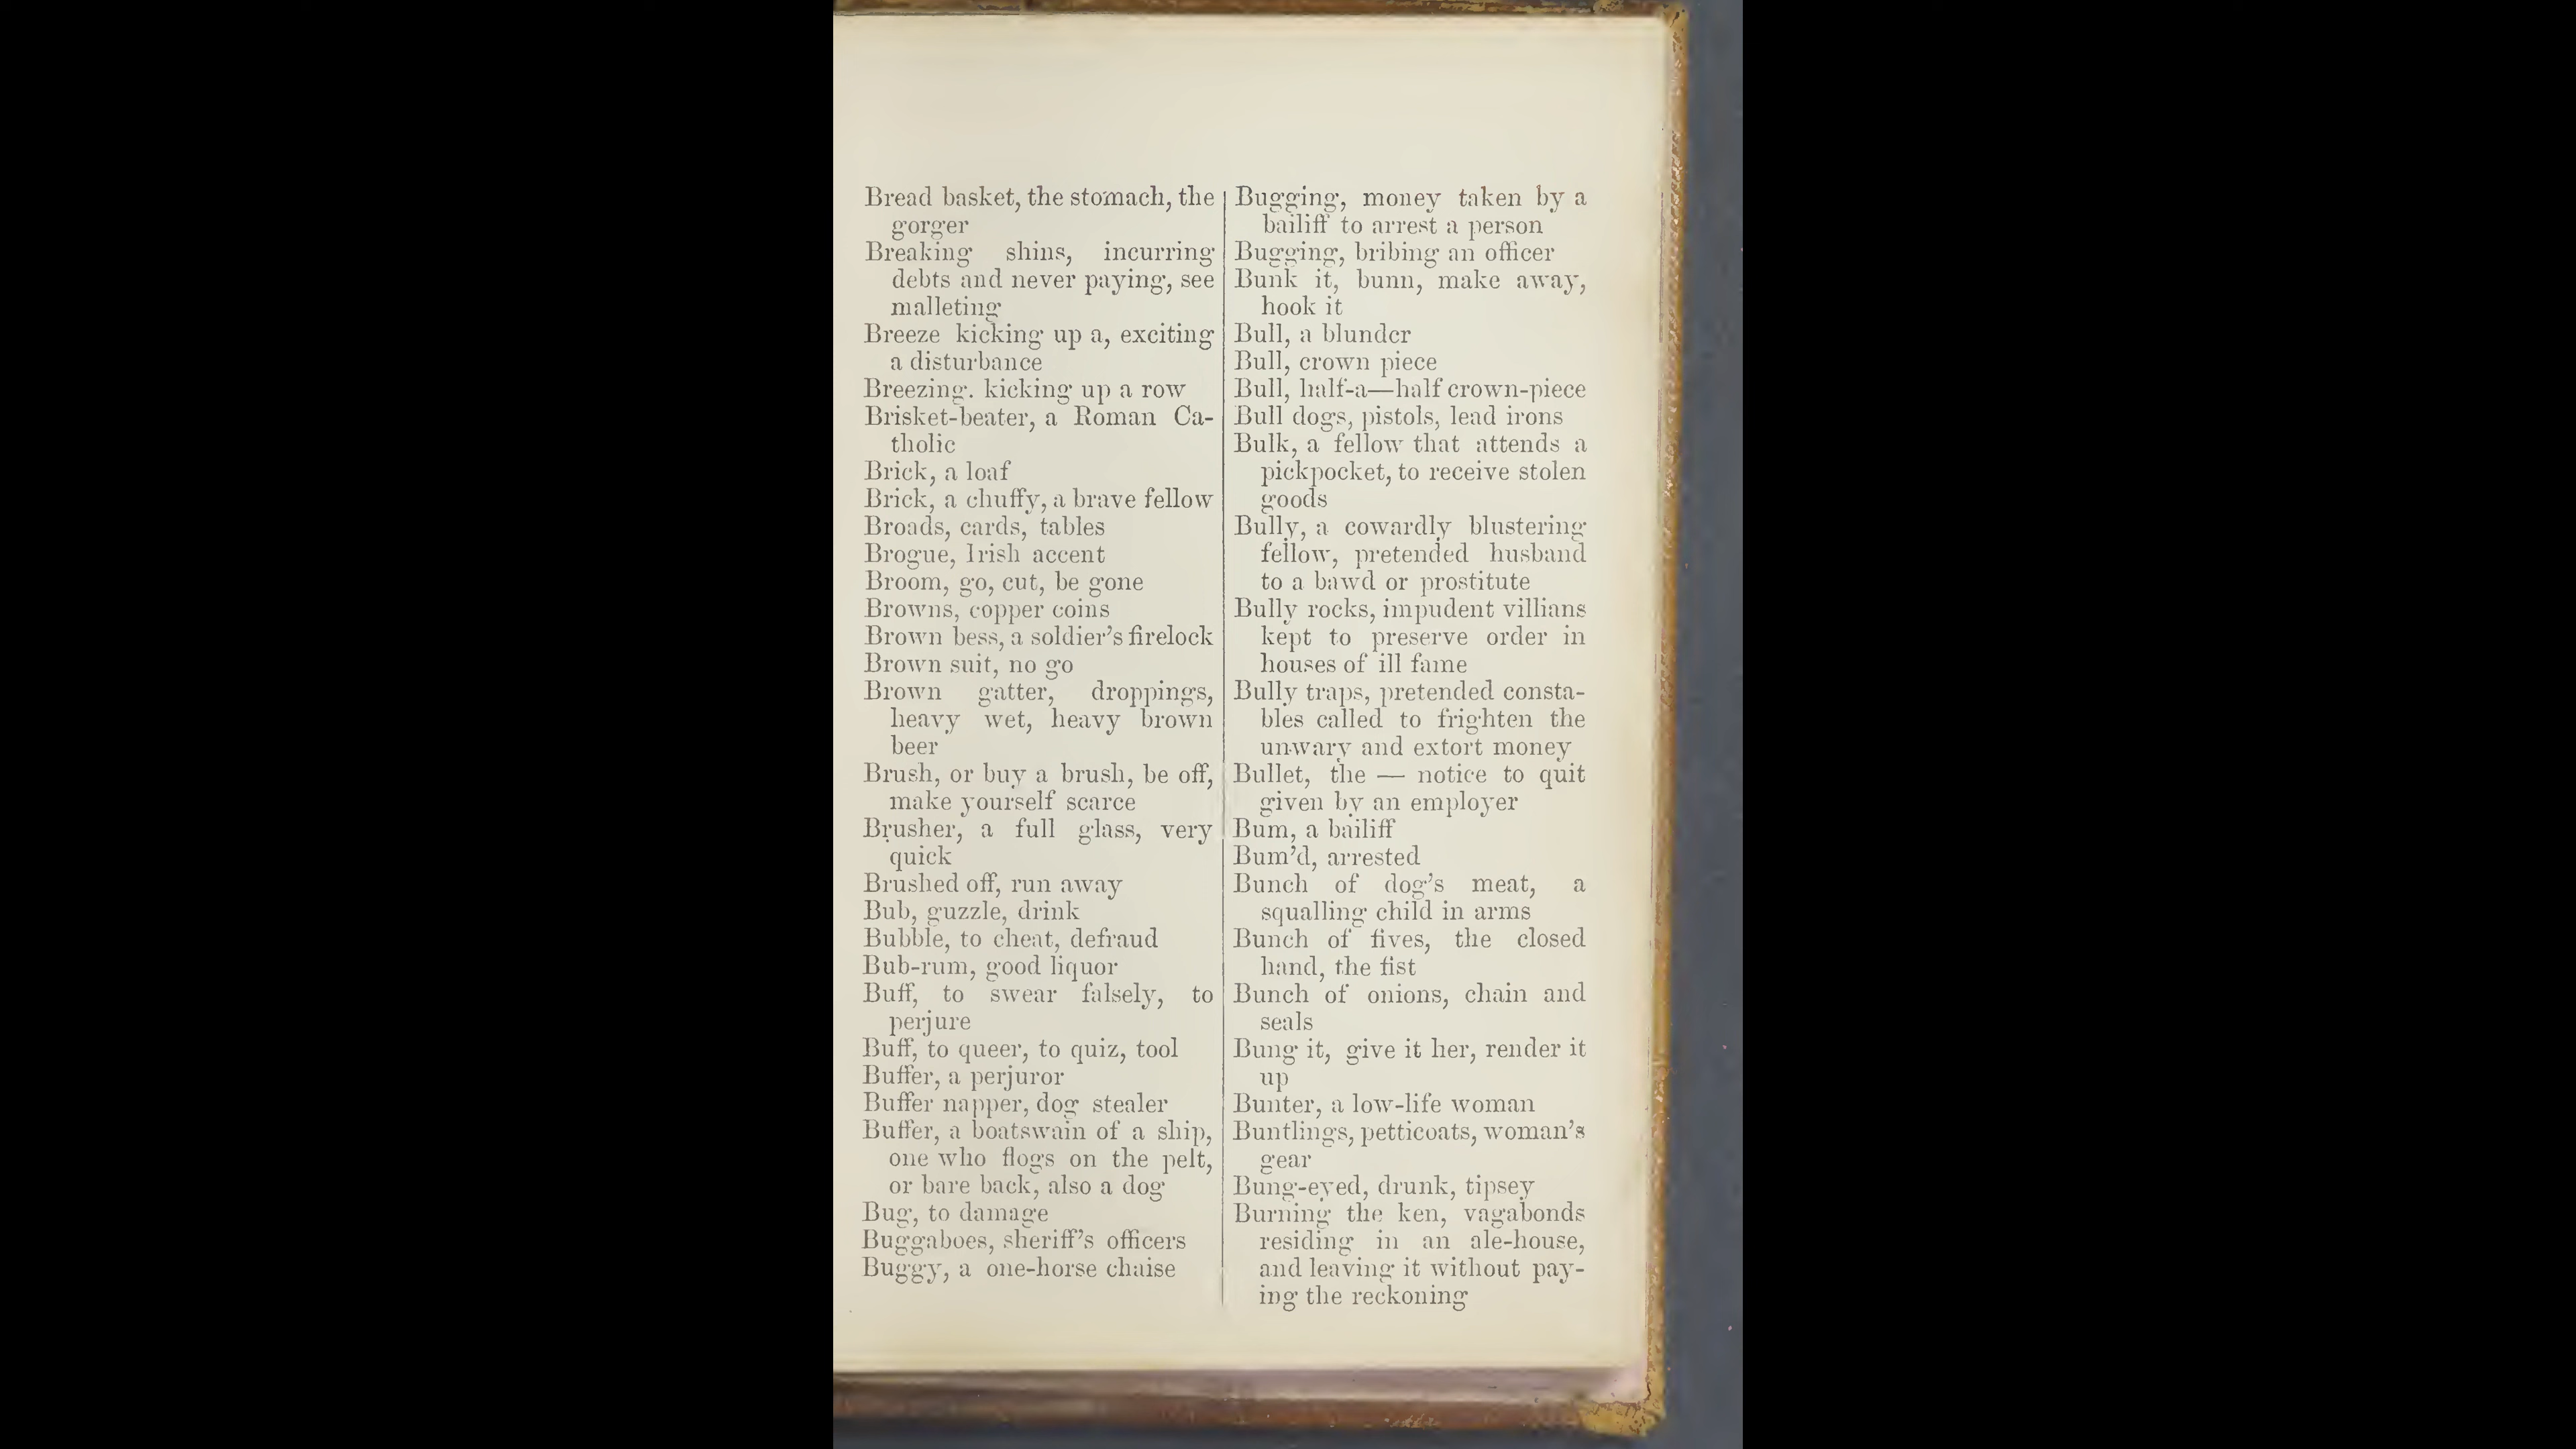 Bread basket, the stomach, the
gorger
Breaking shins, incurring
debts and never paying, see
malleting
Breeze kicking up a, exciting
a disturbance
Breezing. kicking up a row
Brisket-beater, a Roman Ca-
tholic
Brick, a loaf
Brick, a chuffy, a brave fellow
Broads, cards, tables
Brogue, Irish accent
Broom, go, cut, be gone
Browns, copper coins
Brown bess, a soldier's firelock
Brown suit, no go
Brown gatter, droppings,
heavy wet, heavy brown
beer
Brush, or buy a brush, be off,
make yourself scarce
Brusher, a full glass, very
quick
Brushed off, run away
Bub, guzzle, drink
Bubble, to cheat, defraud
Bub-rum, good liquor
Buff, to swear falsely, to
perjure
Buff, to queer, to quiz, tool
Buffer, a perjuror
Buffer napper, dog stealer
Buffer, a boatswain of a ship,
one who flogs on the pelt,
or bare back, also a dog
Bug, to damage
Buggaboes, sheriff's officers
Buggy, a one-horse chaise
Bugging, money taken by a
bailiff to arrest a person
Bugging, bribing an officer
Bunk it, bunn, make away,
hook it
Bull, a blunder
Bull, crown piece
Bull, half-a—half crown-piece
Bull dogs, pistols, lead irons
Bulk, a fellow that attends a
pickpocket, to receive stolen
goods
Bully, a cowardly blustering
fellow, pretended husband
to a bawd or prostitute
Bully rocks, impudent villians
kept to preserve order in
houses of ill fame
Bully traps, pretended consta-
bles called to frighten the
unwary and extort money
Bullet, the — notice to quit
given by an employer
Bum, a bailiff
Bum'd, arrested
Bunch of dog's meat, a
squalling child in arms
Bunch of fives, the closed
hand, the fist
Bunch of onions, chain and
seals
Bung it, give it her, render it
up
Bunter, a low-life woman
Buntlings, petticoats, woman's
gear
Bung-eyed, drunk, tipsey
Burning the ken, vagabonds
residing in an ale-house,
and leaving it without pay-
ing the reckoning